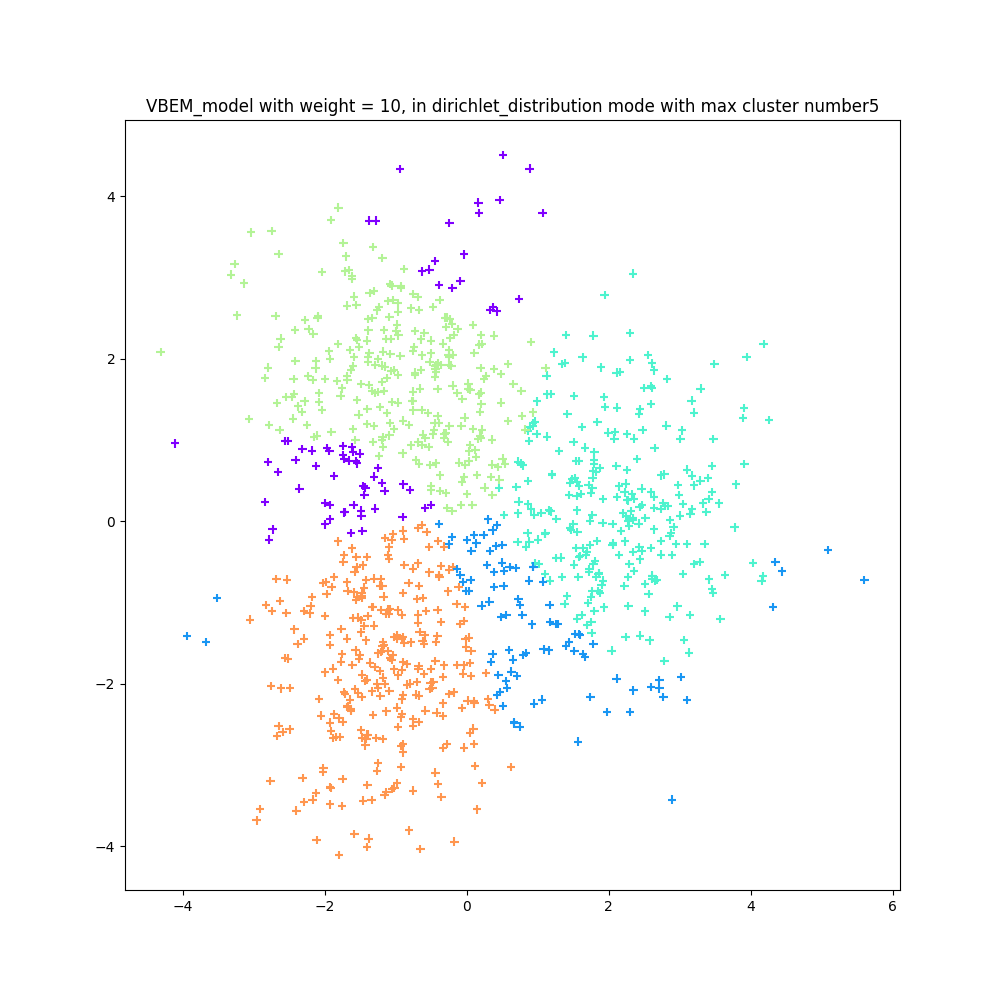 VBEM_model with weight = 10, in dirichlet_distribution mode with max cluster number5
4
2
0
−2
−4
−4 −2 0 2 4 6